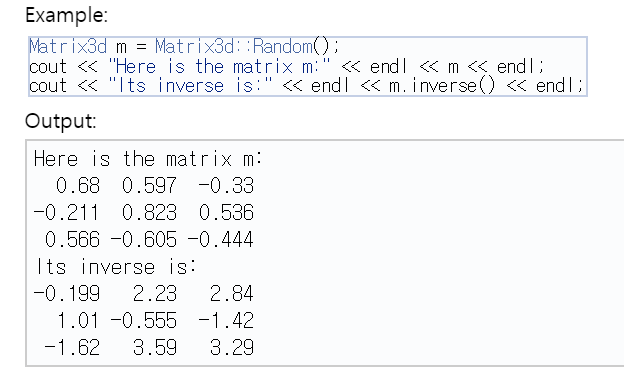 Example:
Matrix3d m = Matrix3d::Random();
cout << "Here is the matrix m:" << endl << m << endl;
cout << "Its inverse is:" << endl << m.inverse() << endl;
Output:
Here is the matrix m:
0.68 0.597 -0.33
-0.211 0.823 0.536
0.566 -0.605 -0.444
Its inverse is:
-0.199 2.23 2.84
1.01 -0.555 -1.42
-1.62 3.59 3.29